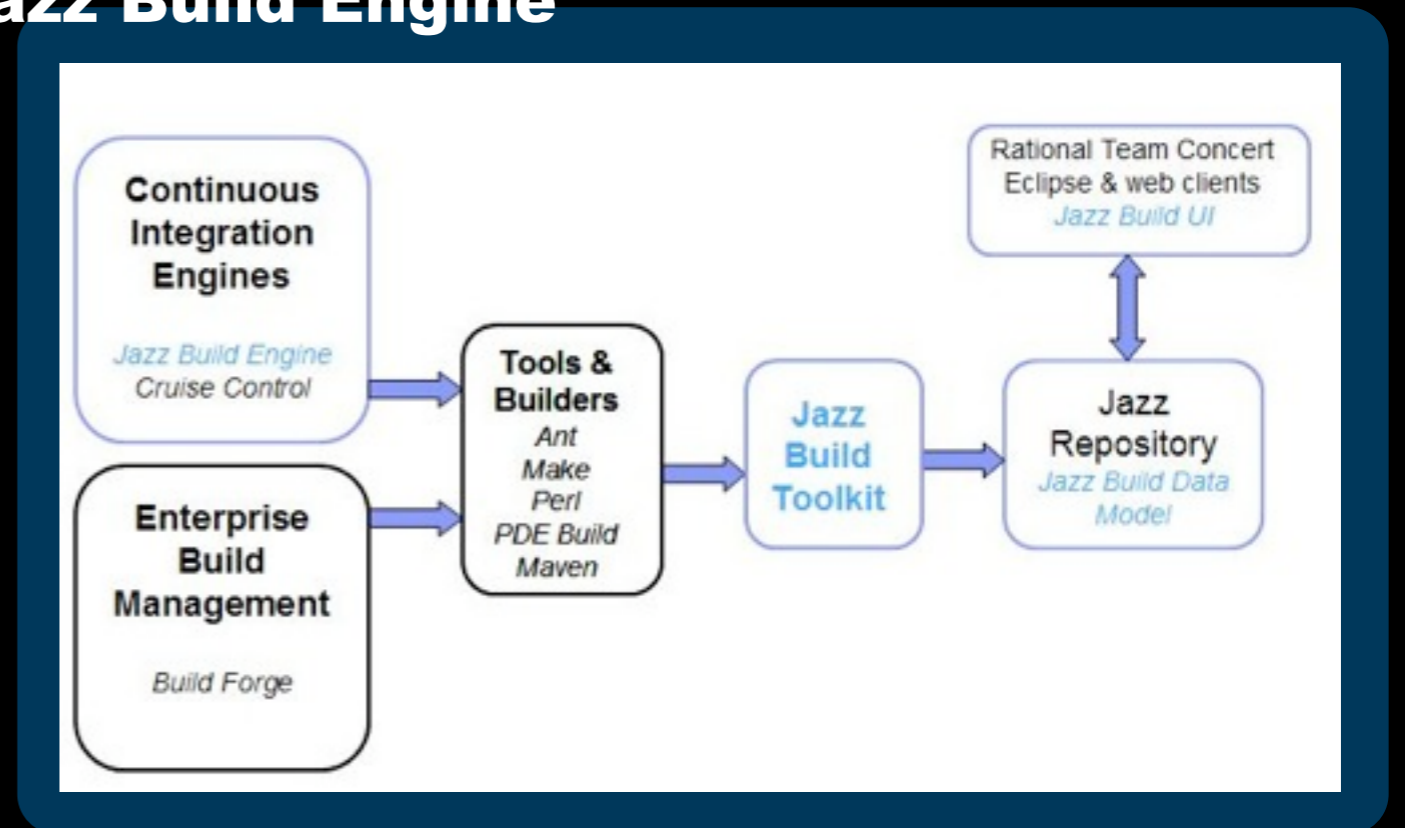 azz Build Engine
Continuous
Integration
Engines
Jazz Build Engine
Cruise Control
Enterprise
Build
Management
Build Forge
Tools &
Builders
Ant
Make
Perl
PDE Build
Maven
Jazz
Build
Toolkit
Rational Team Concert
Eclipse & web clients
Jazz Build UI
Jazz
Repository
Jazz Build Data
Model